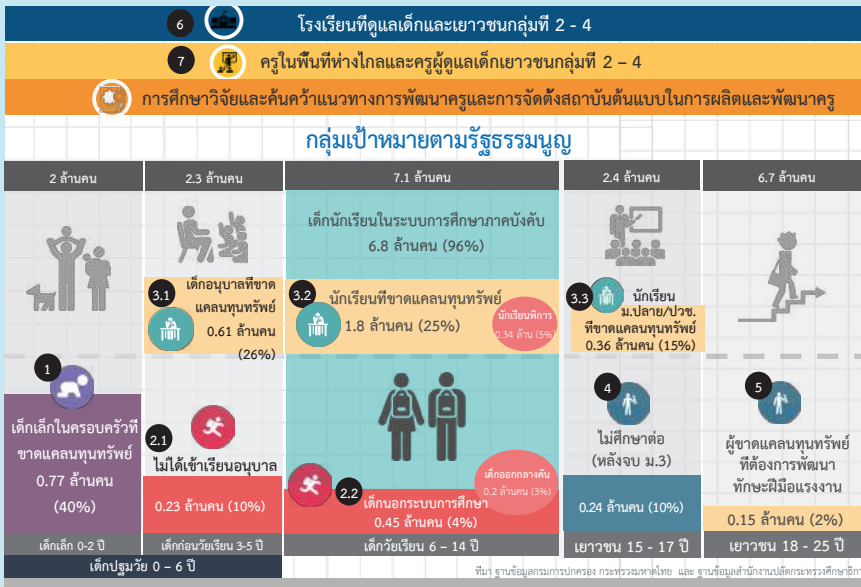 6 โรงเรียนที่ดูแลเด็กและเยาวชนกลุ่มที่ 2 - 4
7 ครูในพื้นที่ห่างไกลและครูผู้ดูแลเด็กเยาวชนกลุ่มที่ 2 – 4
การศึกษาวิจัยและค้นคว้าแนวทางการพัฒนาครูและการจัดตั้งสถาบันต้นแบบในการผลิตและพัฒนาครู
กลุ่มเป้าหมายตามรัฐธรรมนูญ
2 ล้านคน
2.3 ล้านคน
7.1 ล้านคน
2.4 ล้านคน
6.7 ล้านคน
1
เด็กเล็กในครอบครัวที่
ขาดแคลนทุนทรัพย์
0.77 ล้านคน
(40%)
เด็กเล็ก 0-2 ปี
3.1
เด็กอนุบาลที่ขาด
แคลนทุนทรัพย์
0.61 ล้านคน
(26%)
2.1
ไม่ได้เข้าเรียนอนุบาล
0.23 ล้านคน (10%)
เด็กก่อนวัยเรียน 3-5 ปี
เด็กปฐมวัย 0 – 6 ปี
เด็กนักเรียนในระบบการศึกษาภาคบังคับ
6.8 ล้านคน (96%)
3.2
นักเรียนที่ขาดแคลนทุนทรัพย์
1.8 ล้านคน (25%)
นักเรียนพิการ
0.34 ล้าน (5%)
เด็กออกกลางคัน
0.2 ล้านคน (3%)
2.2
เด็กนอกระบบการศึกษา
0.45 ล้านคน (4%)
เด็กวัยเรียน 6 – 14 ปี
3.3
นักเรียน
ม.ปลาย/ปวช.
ที่ขาดแคลนทุนทรัพย์
0.36 ล้านคน (15%)
4
ไม่ศึกษาต่อ
(หลังจบ ม.3)
0.24 ล้านคน (10%)
เยาวชน 15 - 17 ปี
5
ผู้ขาดแคลนทุนทรัพย์
ที่ต้องการพัฒนา
ทักษะฝีมือแรงงาน
0.15 ล้านคน (2%)
เยาวชน 18 - 25 ปี
ที่มา ฐานข้อมูลกรมการปกครอง กระทรวงมหาดไทย และ ฐานข้อมูลสำนักงานปลัดกระทรวงศึกษาธิการ